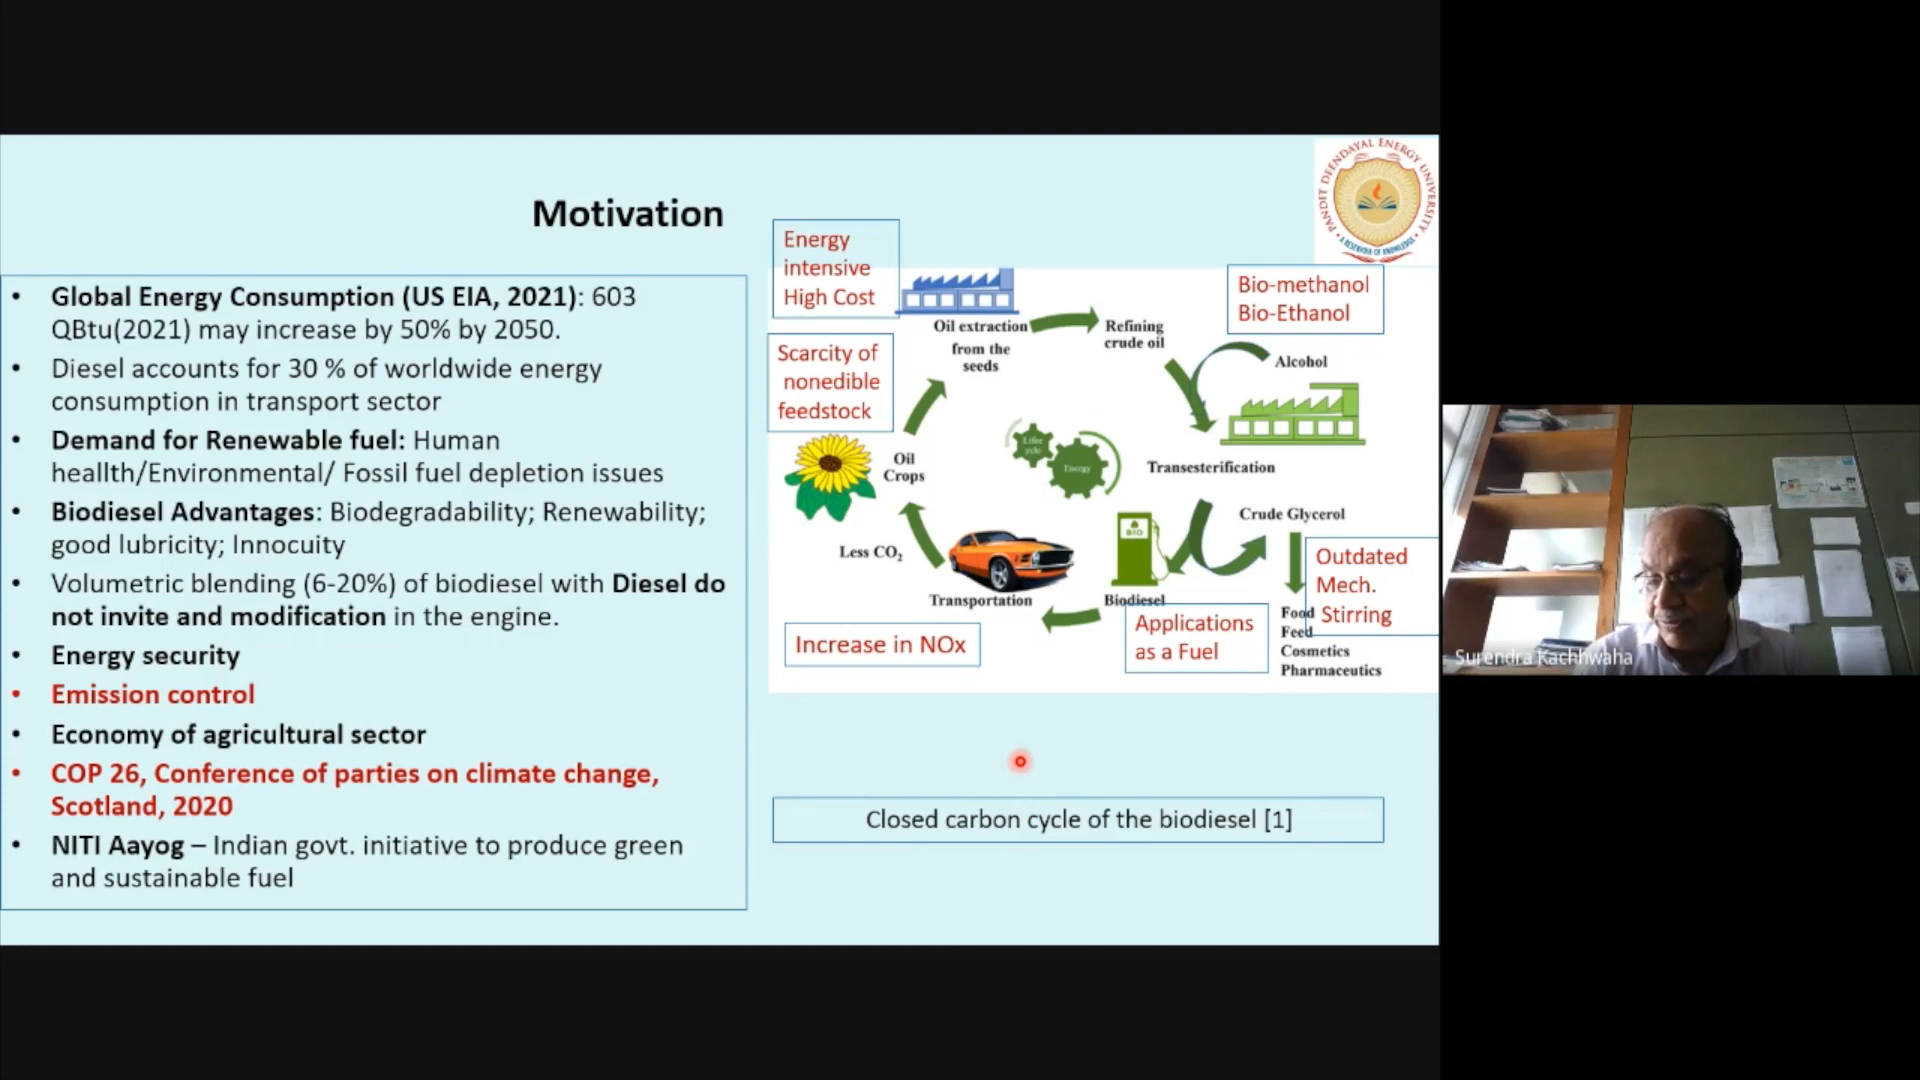 Motivation
PANDIT DEENDAYAL ENERGY UNIVERSITY
• Global Energy Consumption (US EIA, 2021): 603
QBtu(2021) may increase by 50% by 2050.
• Diesel accounts for 30 % of worldwide energy
consumption in transport sector
• Demand for Renewable fuel: Human
heallth/Environmental/ Fossil fuel depletion issues
• Biodiesel Advantages: Biodegradability; Renewability;
good lubricity; Innocuity
• Volumetric blending (6-20%) of biodiesel with Diesel do
not invite and modification in the engine.
• Energy security
• Emission control
• Economy of agricultural sector
• COP 26, Conference of parties on climate change,
Scotland, 2020
• NITI Aayog – Indian govt. initiative to produce green
and sustainable fuel
Energy
intensive
High Cost
Oil extraction
from the
seeds
Refining
crude oil
Bio-methanol
Bio-Ethanol
Alcohol
Scarcity of
nonedible
feedstock
Oil
Crops
Energy
Transesterification
Crude Glycerol
BIO
Less CO2
Transportation
Biodiesel
Outdated
Mech.
Stirring
Food
Feed
Cosmetics
Pharmaceutics
Applications
as a Fuel
Increase in NOx
Closed carbon cycle of the biodiesel [1]
Surendra Kachhwaha